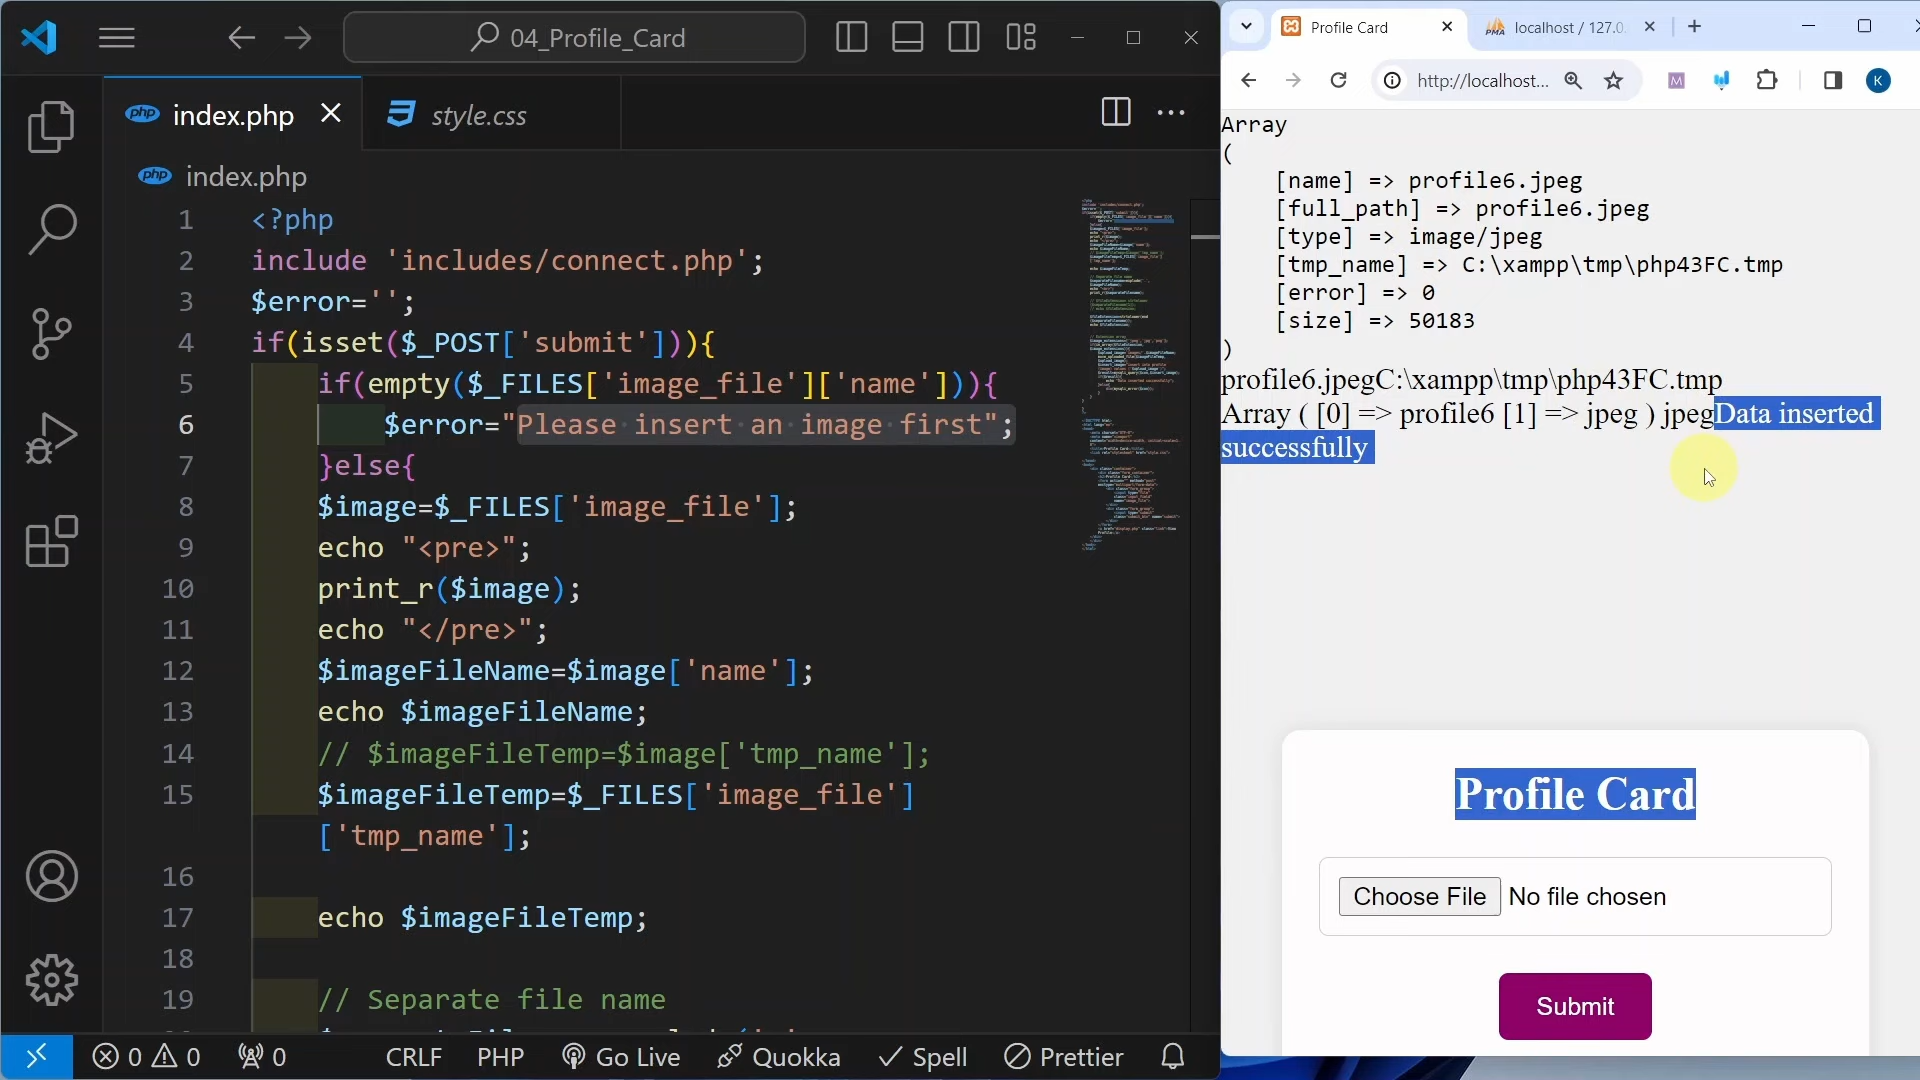 04_Profile_Card
index.php
style.css
index.php
1 <?php
2 include 'includes/connect.php';
3 $error='';
4 if(isset($_POST['submit'])){
5 if(empty($_FILES['image_file']['name'])){
6 $error="Please·insert·an·image·first";
7 }else{
8 $image=$_FILES['image_file'];
9 echo "<pre>";
10 print_r($image);
11 echo "</pre>";
12 $imageFileName=$image['name'];
13 echo $imageFileName;
14 // $imageFileTemp=$image['tmp_name'];
15 $imageFileTemp=$_FILES['image_file']
['tmp_name'];
16
17 echo $imageFileTemp;
18
19 // Separate file name
0 0 0 CRLF PHP Go Live Quokka Spell Prettier
Profile Card
localhost / 127.0.
http://localhost...
K
Array
(
[name] => profile6.jpeg
[full_path] => profile6.jpeg
[type] => image/jpeg
[tmp_name] => C:\xampp\tmp\php43FC.tmp
[error] => 0
[size] => 50183
)
profile6.jpegC:\xampp\tmp\php43FC.tmp
Array ( [0] => profile6 [1] => jpeg ) jpegData inserted
successfully
Profile Card
Choose File No file chosen
Submit